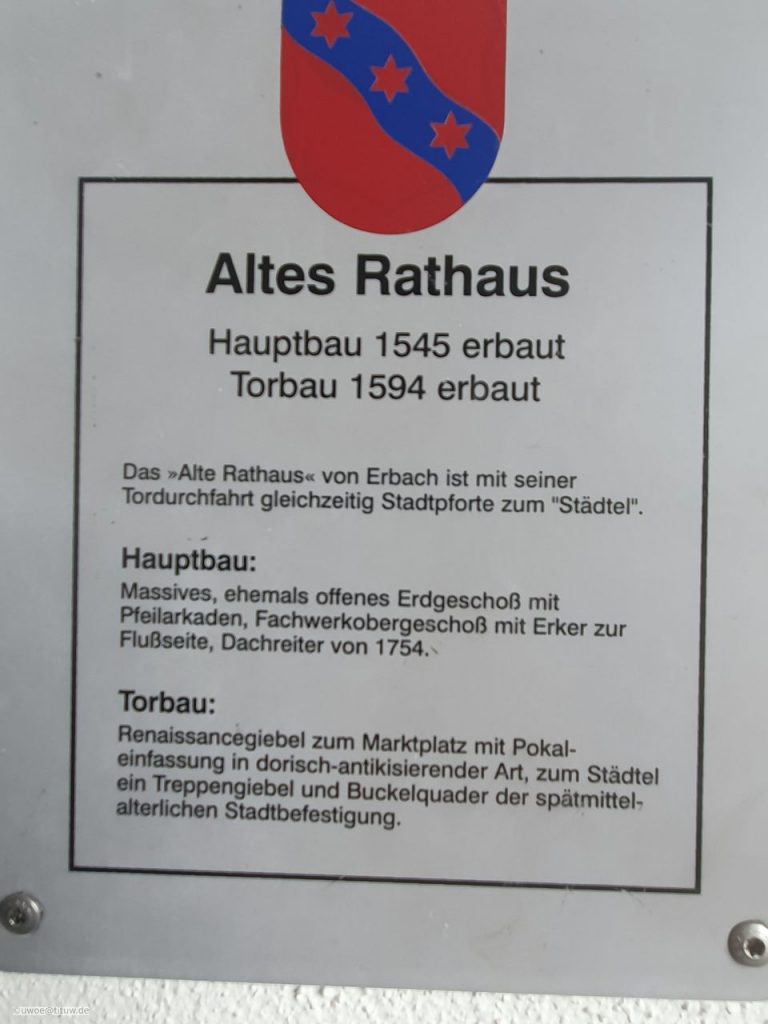 Altes Rathaus
Hauptbau 1545 erbaut
Torbau 1594 erbaut
Das »Alte Rathaus« von Erbach ist mit seiner
Tordurchfahrt gleichzeitig Stadtpforte zum "Städtel".
Hauptbau:
Massives, ehemals offenes Erdgeschoß mit
Pfeilarkaden, Fachwerkobergeschoß mit Erker zur
Flußseite, Dachreiter von 1754.
Torbau:
Renaissancegiebel zum Marktplatz mit Pokal-
einfassung in dorisch-antikisierender Art, zum Städtel
ein Treppengiebel und Buckelquader der spätmittel-
alterlichen Stadtbefestigung.
©uwoe@tituw.de